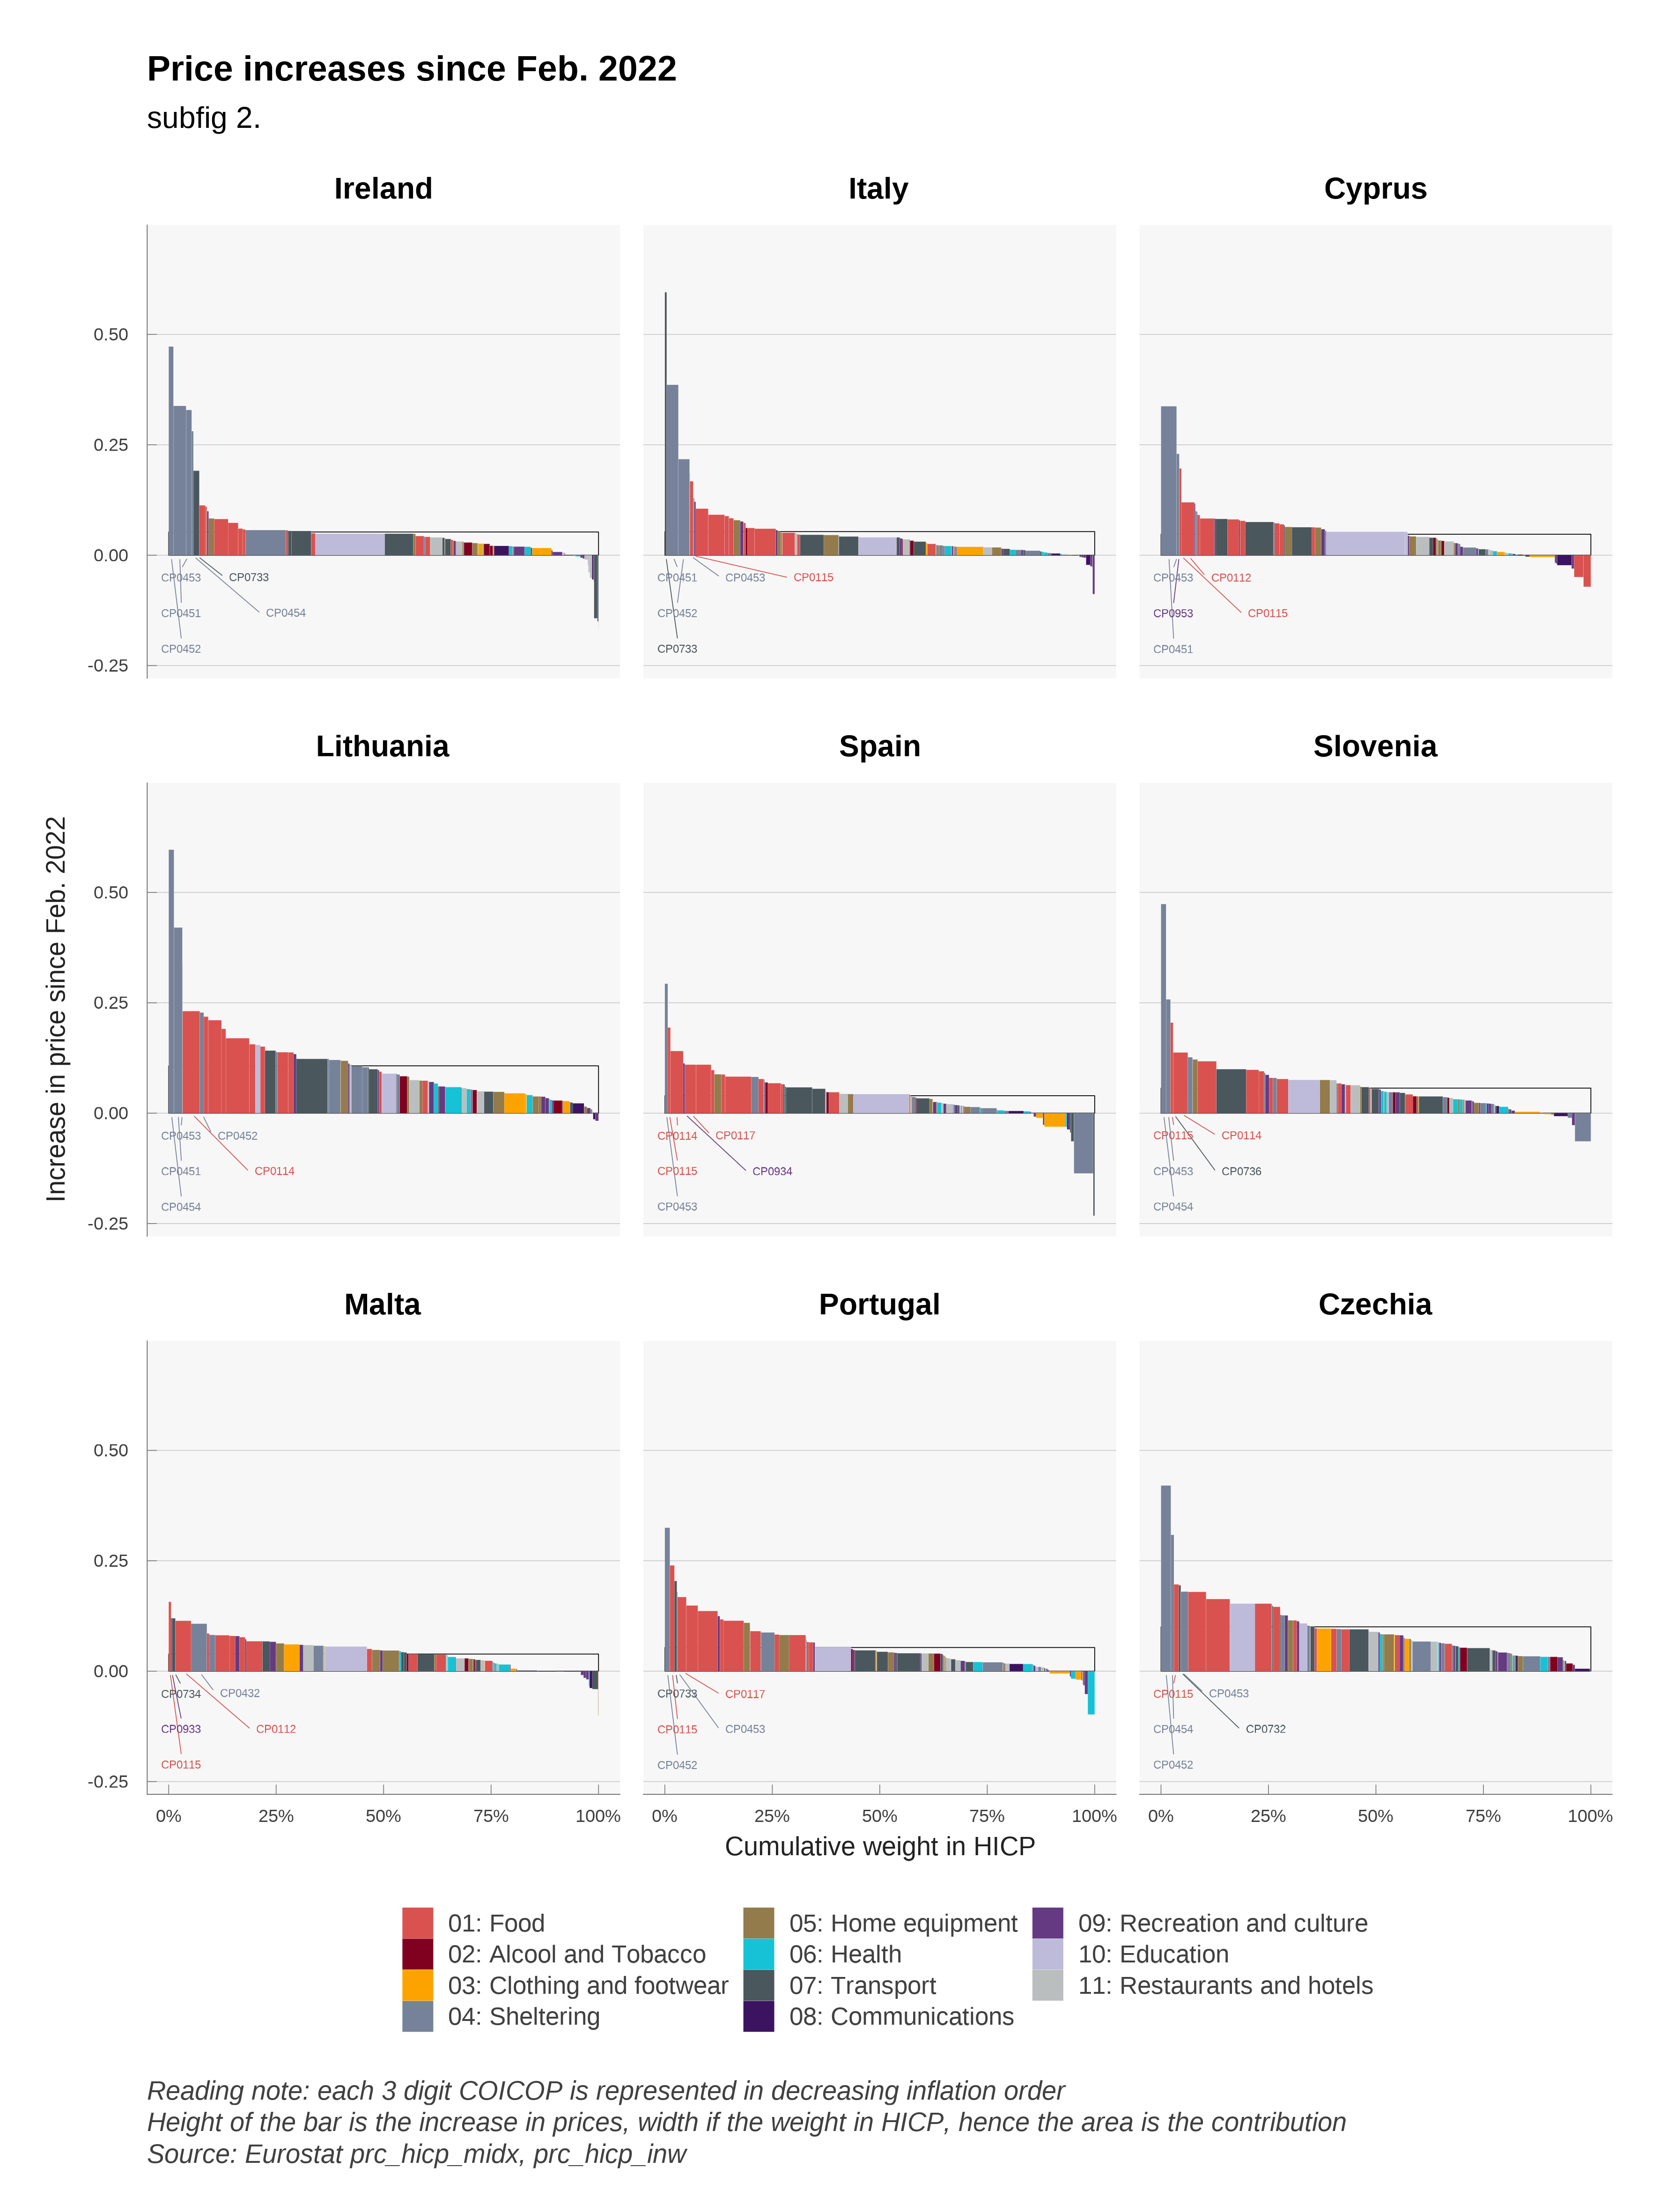 Price increases since Feb. 2022
subfig 2.
Ireland
Italy
Cyprus
0.50
0.25
0.00
-0.25
CP0453
CP0733
CP0451
CP0454
CP0452
CP0451
CP0453
CP0115
CP0452
CP0733
CP0453
CP0112
CP0953
CP0115
CP0451
Increase in price since Feb. 2022
Lithuania
Spain
Slovenia
0.50
0.25
0.00
-0.25
CP0453
CP0452
CP0451
CP0114
CP0454
CP0114
CP0117
CP0115
CP0934
CP0453
CP0115
CP0114
CP0453
CP0736
CP0454
Malta
Portugal
Czechia
0.50
0.25
0.00
-0.25
CP0734
CP0432
CP0933
CP0112
CP0115
CP0733
CP0117
CP0115
CP0453
CP0452
CP0115
CP0453
CP0454
CP0732
CP0452
0% 25% 50% 75% 100%
0% 25% 50% 75% 100%
0% 25% 50% 75% 100%
Cumulative weight in HICP
01: Food
02: Alcool and Tobacco
03: Clothing and footwear
04: Sheltering
05: Home equipment
06: Health
07: Transport
08: Communications
09: Recreation and culture
10: Education
11: Restaurants and hotels
Reading note: each 3 digit COICOP is represented in decreasing inflation order
Height of the bar is the increase in prices, width if the weight in HICP, hence the area is the contribution
Source: Eurostat prc_hicp_midx, prc_hicp_inw